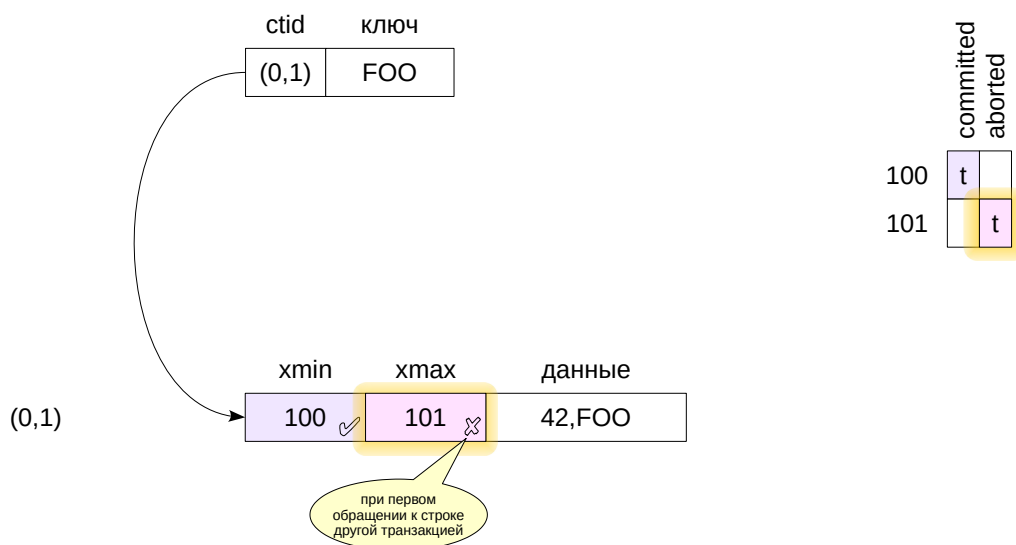 ctid ключ
(0,1) FOO
committed
aborted
100 t
101 t
xmin xmax данные
(0,1) 100 101 42,FOO
при первом
обращении к строке
другой транзакцией